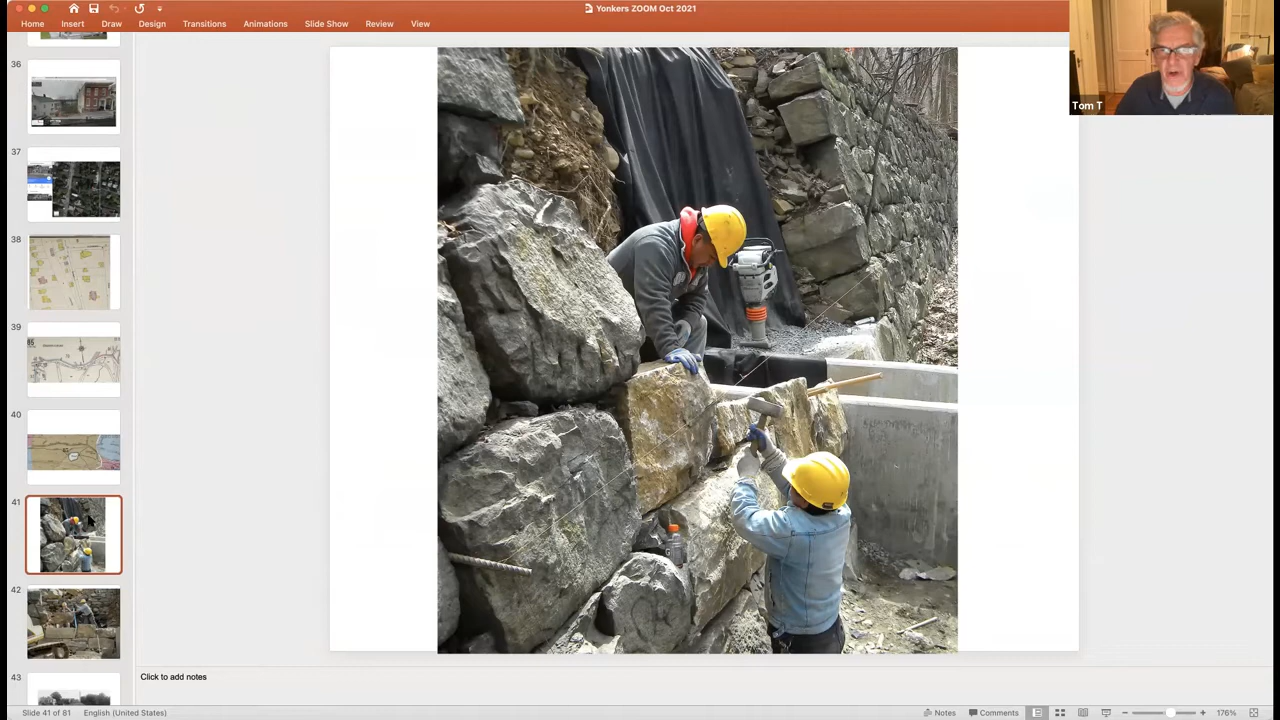 Yonkers ZOOM Oct 2021
Home Insert Draw Design Transitions Animations Slide Show Review View
Tom T
36
37
38
39
40
41
42
43
Click to add notes
Slide 41 of 81 English (United States) Notes Comments 176%